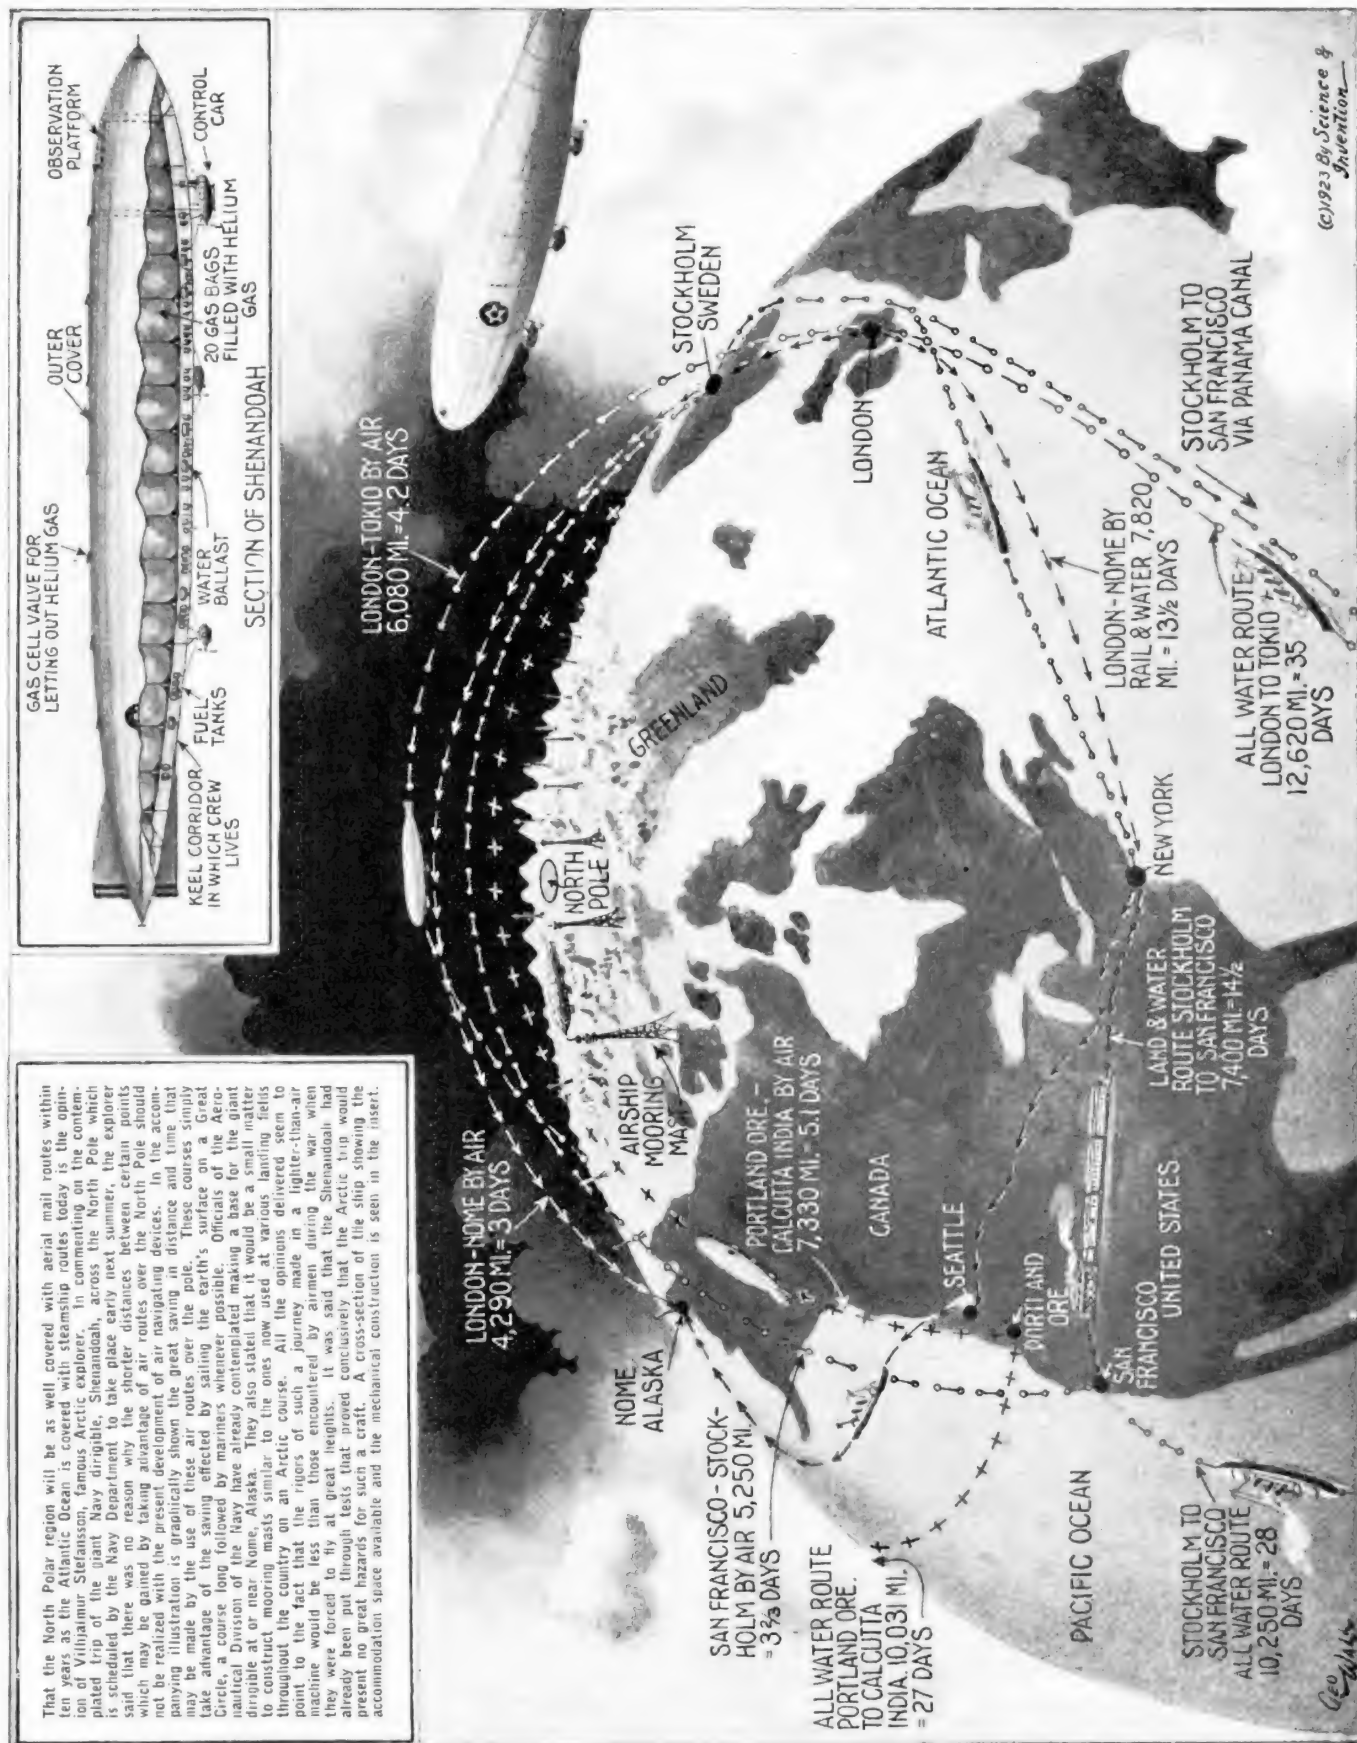 That the North Polar region will be as well covered with aerial mail routes within
ten years as the Atlantic Ocean is covered with steamship routes today is the opin-
ion of Vilhjaimur Stefansson, famous Arctic explorer. In commenting on the contem-
plated trip of the giant Navy dirigible, Shenandoah, across the North Pole which
is scheduled by the Navy Department to take place early next summer, the explorer
said that there was no reason why the shorter distances between certain points
which may be gained by taking advantage of air routes over the North Pole should
not be realized with the present development of air navigating devices. In the accom-
panying illustration is graphically shown the great saving in distance and time that
may be made by the use of these air routes over the pole. These courses simply
take advantage of the saving effected by sailing the earth's surface on a Great
Circle, a course long followed by mariners whenever possible. Officials of the Aero-
nautical Division of the Navy have already contemplated making a base for the giant
dirigible at or near Nome, Alaska. They also stated that it would be a small matter
to construct mooring masts similar to the ones now used at various landing fields
throughout the country on an Arctic course. All the opinions delivered seem to
point to the fact that the rigors of such a journey made in a lighter-than-air
machine would be less than those encountered by airmen during the war when
they were forced to fly at great heights. It was said that the Shenandoah had
already been put through tests that proved conclusively that the Arctic trip would
present no great hazards for such a craft. A cross-section of the ship showing the
accommodation space available and the mechanical construction is seen in the insert.
GAS CELL VALVE FOR
LETTING OUT HELIUM GAS
OUTER
COVER
OBSERVATION
PLATFORM
KEEL CORRIDOR
IN WHICH CREW
LIVES
FUEL
TANKS
WATER
BALLAST
20 GAS BAGS
FILLED WITH HELIUM
GAS
CONTROL
CAR
SECTION OF SHENANDOAH
LONDON-TOKIO BY AIR
6,080 MI.=4.2 DAYS
LONDON-NOME BY AIR
4,290 MI.=3 DAYS
NOME,
ALASKA
AIRSHIP
MOORING
MAST
NORTH
POLE
GREENLAND
STOCKHOLM
SWEDEN
LONDON
ATLANTIC OCEAN
PORTLAND ORE.-
CALCUTTA INDIA BY AIR
7,330 MI.-5.1 DAYS
CANADA
SEATTLE
PORTLAND
ORE
SAN
FRANCISCO
UNITED STATES
NEW YORK
LAND & WATER
ROUTE STOCKHOLM
TO SAN FRANCISCO
7,400 MI.=14½
DAYS
LONDON-NOME BY
RAIL & WATER 7,820
MI. = 13½ DAYS
ALL WATER ROUTE
LONDON TO TOKIO
12,620 MI.=35
DAYS
STOCKHOLM TO
SAN FRANCISCO
VIA PANAMA CANAL
SAN FRANCISCO-STOCK-
HOLM BY AIR 5,250 MI.
=3⅔ DAYS
ALL WATER ROUTE
PORTLAND ORE.
TO CALCUTTA
INDIA. 10,031 MI.
= 27 DAYS
PACIFIC OCEAN
STOCKHOLM TO
SAN FRANCISCO
ALL WATER ROUTE
10,250 MI.=28
DAYS
Geo Wall
(c)1923 By Science &
Invention